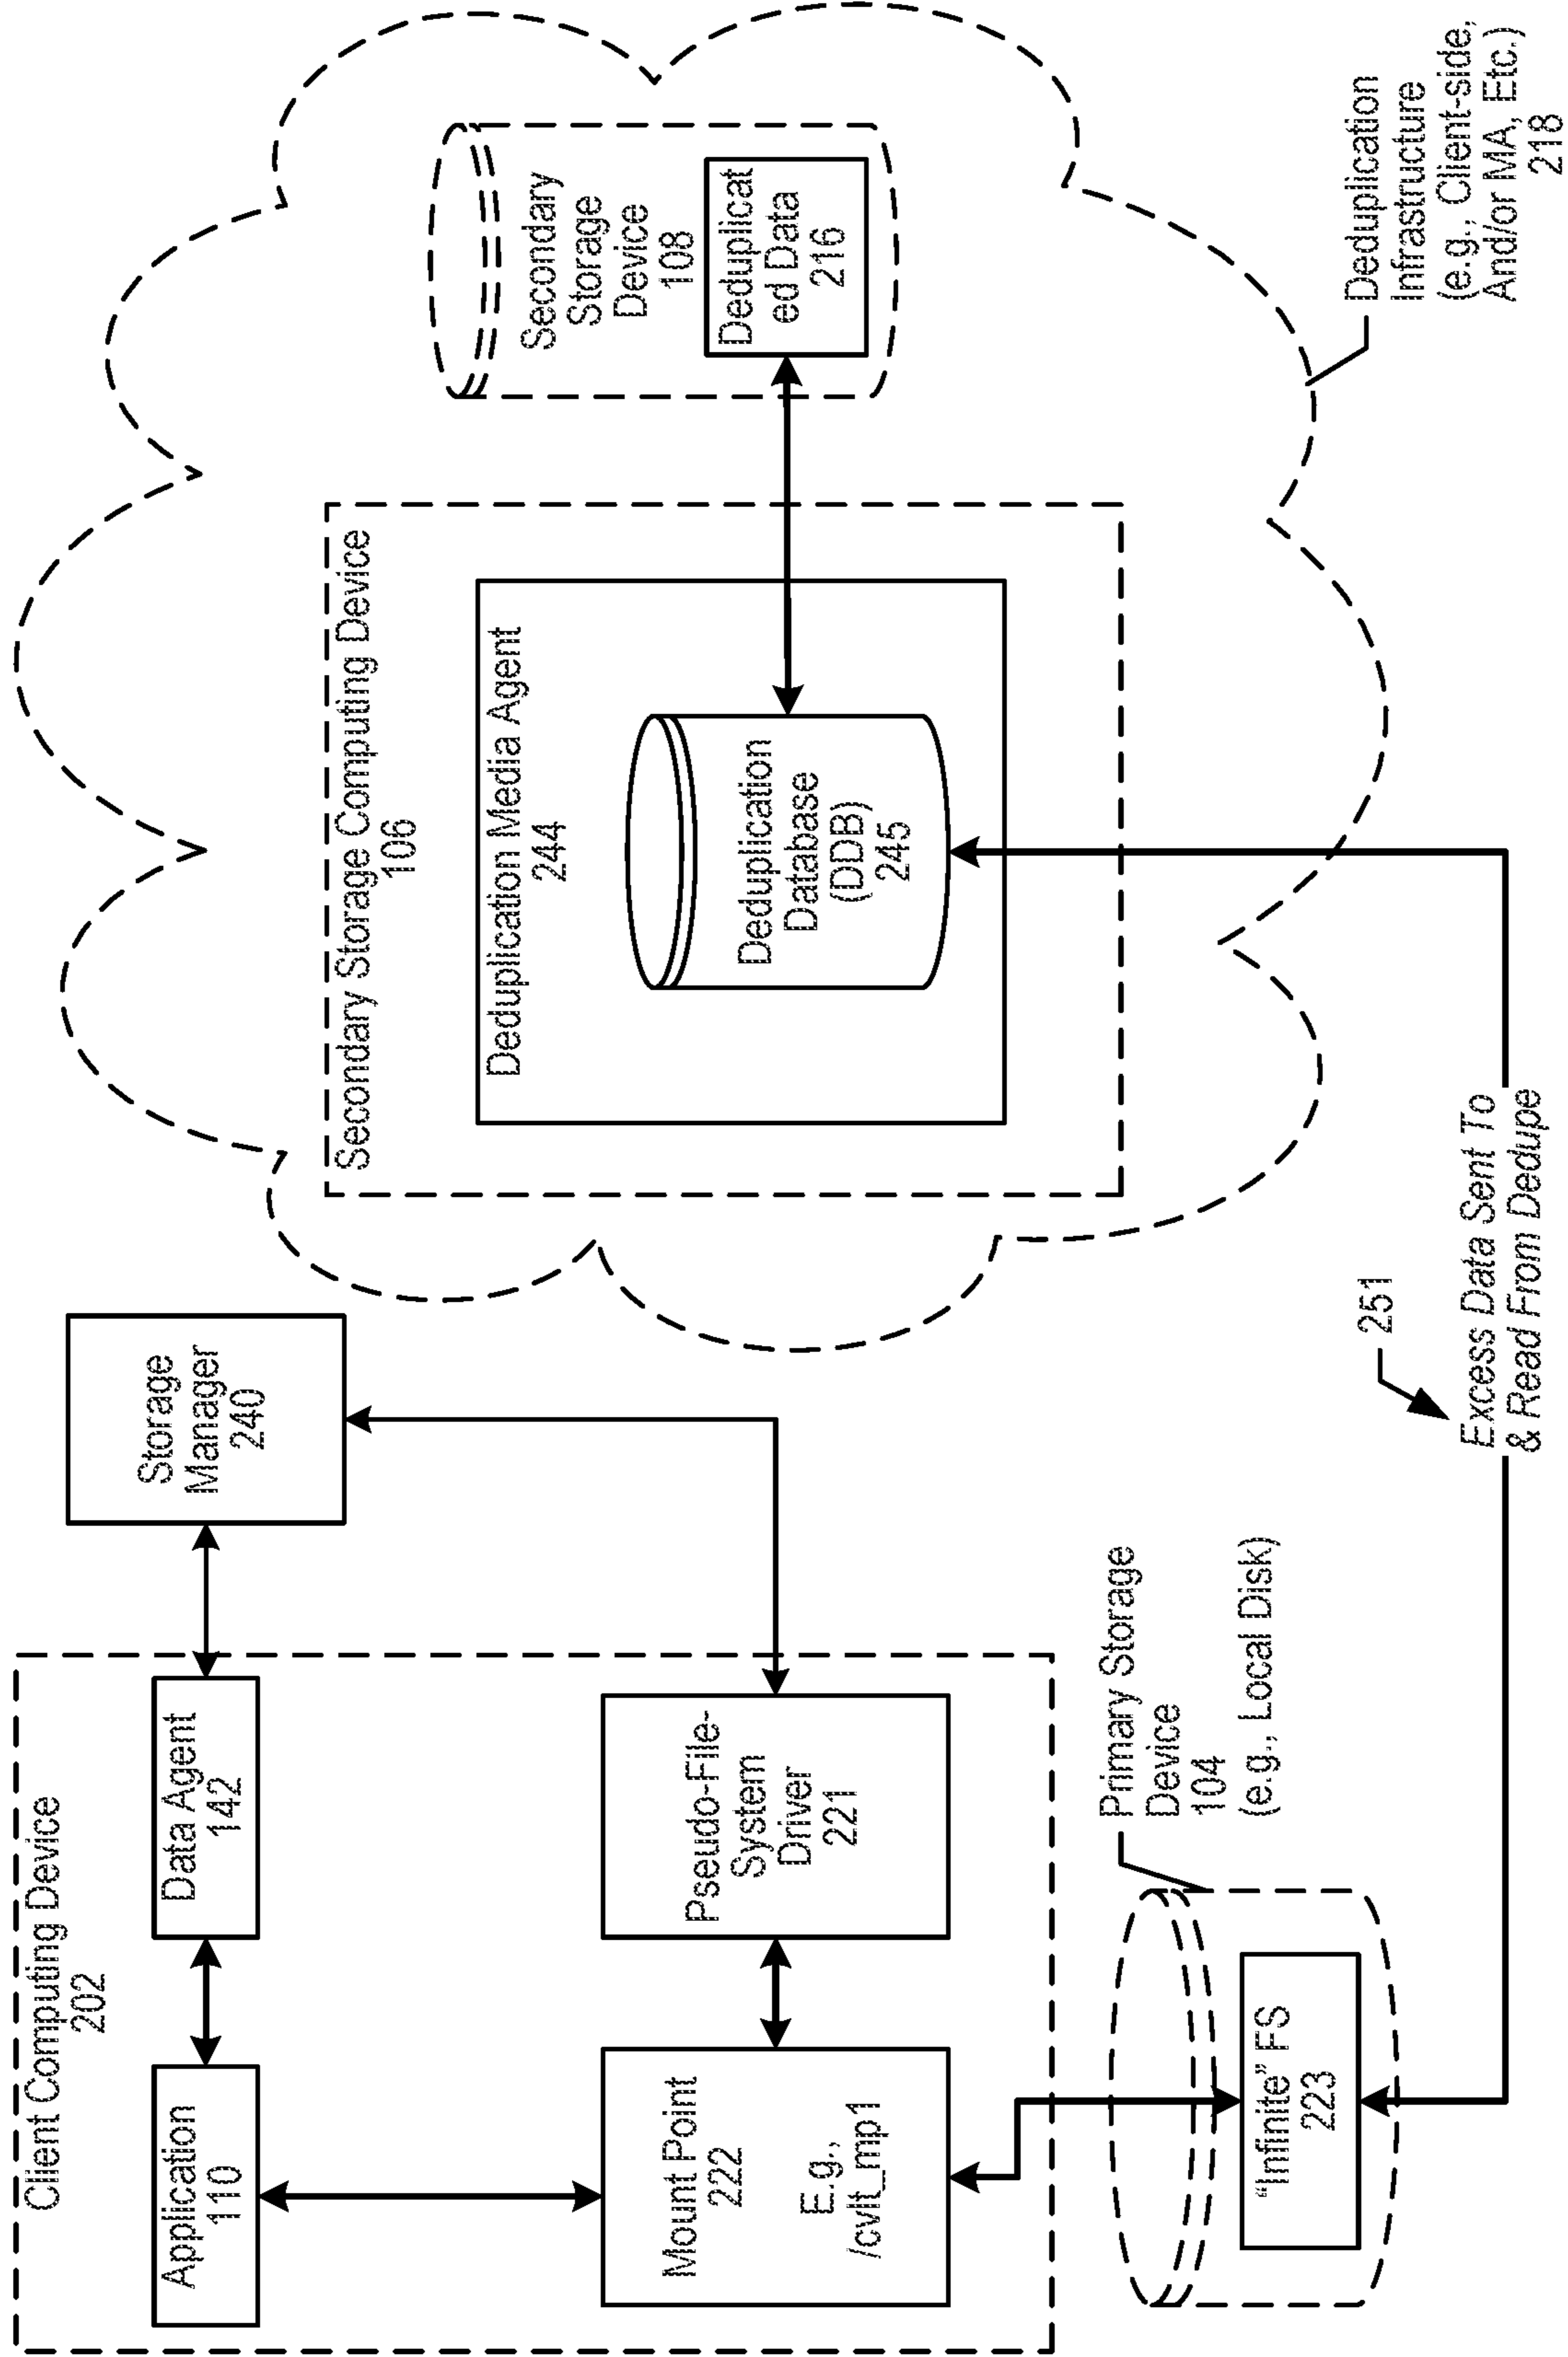 Client Computing Device
202
Application
110
Data Agent
142
Mount Point
222
E.g.,
/cvlt_mp1
Pseudo-File-
System
Driver
221
Storage
Manager
240
Primary Storage
Device
104
(e.g., Local Disk)
“Infinite” FS
223
251
Excess Data Sent To
& Read From Dedupe
Secondary Storage Computing Device
106
Deduplication Media Agent
244
Deduplication
Database
(DDB)
245
Secondary
Storage
Device
108
Deduplicat
ed Data
216
Deduplication
Infrastructure
(e.g., Client-side,
And/or MA, Etc.)
218